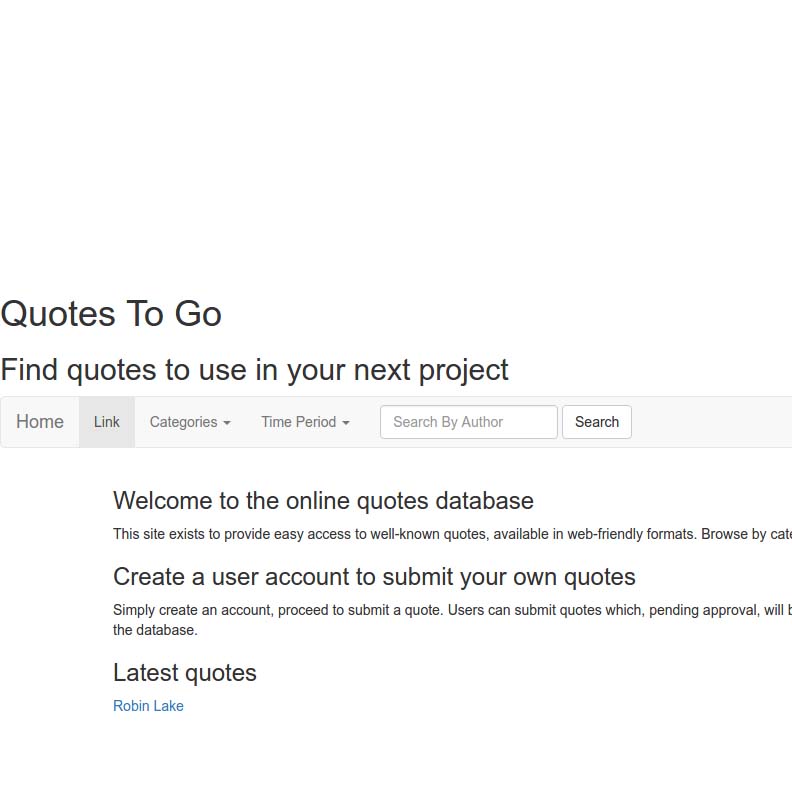 Quotes To Go
Find quotes to use in your next project
Home Link Categories Time Period Search By Author Search
Welcome to the online quotes database
This site exists to provide easy access to well-known quotes, available in web-friendly formats. Browse by
Create a user account to submit your own quotes
Simply create an account, proceed to submit a quote. Users can submit quotes which, pending approval, will
the database.
Latest quotes
Robin Lake